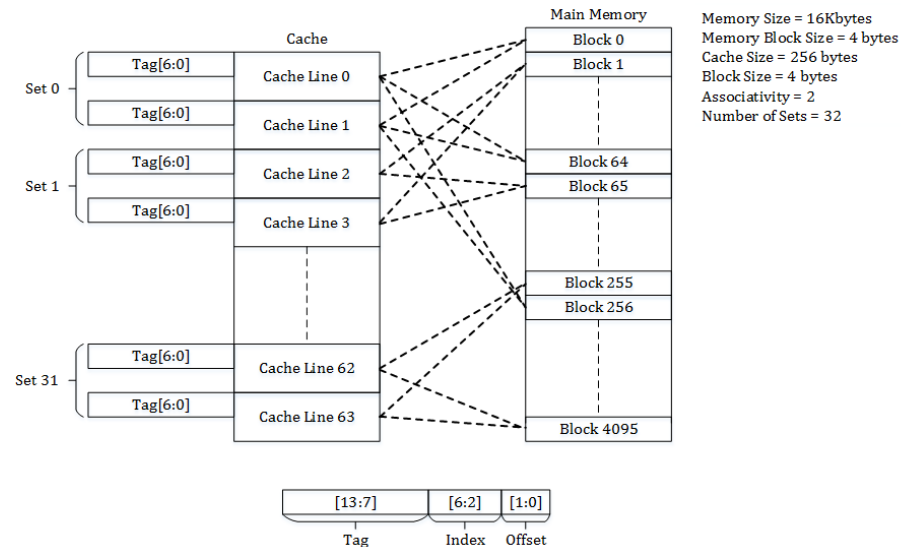 Main Memory
Memory Size = 16Kbytes
Memory Block Size = 4 bytes
Cache Size = 256 bytes
Block Size = 4 bytes
Associativity = 2
Number of Sets = 32
Cache
Block 0
Tag[6:0]
Cache Line 0
Block 1
Set 0
Tag[6:0]
Cache Line 1
Tag[6:0]
Cache Line 2
Block 64
Set 1
Block 65
Tag[6:0]
Cache Line 3
Block 255
Block 256
Tag[6:0]
Cache Line 62
Set 31
Tag[6:0]
Cache Line 63
Block 4095
[13:7] [6:2] [1:0]
Tag Index Offset